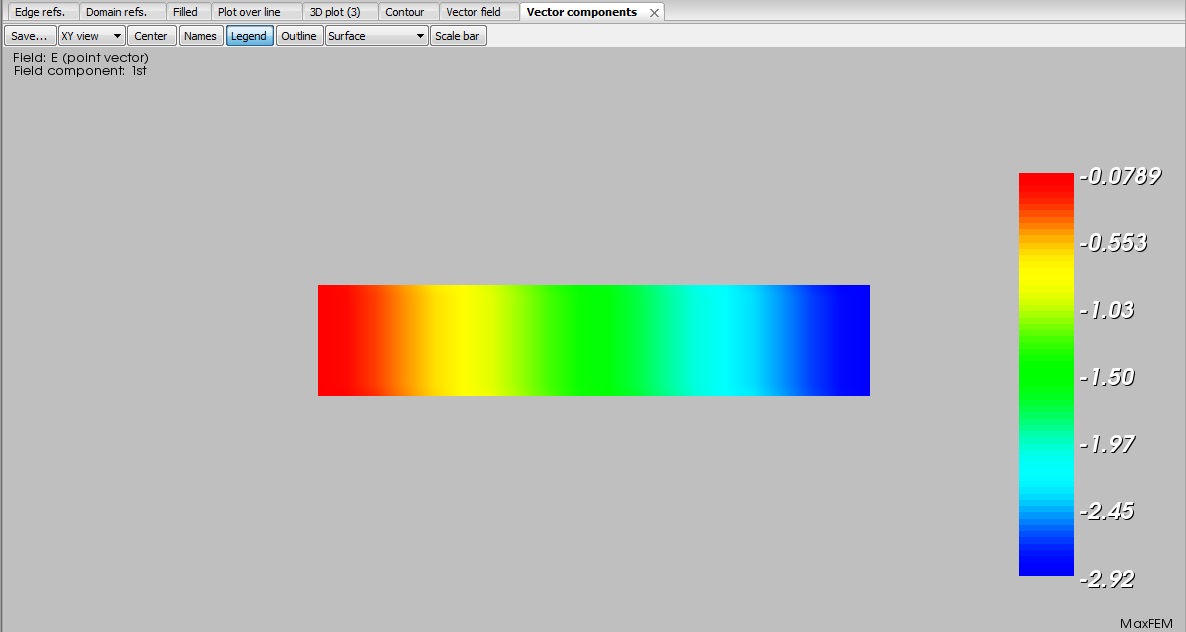 Edge refs. Domain refs. Filled Plot over line 3D plot (3) Contour Vector field Vector components
Save... XY view Center Names Legend Outline Surface Scale bar
Field: E (point vector)
Field component: 1st
-0.0789
-0.553
-1.03
-1.50
-1.97
-2.45
-2.92
MaxFEM